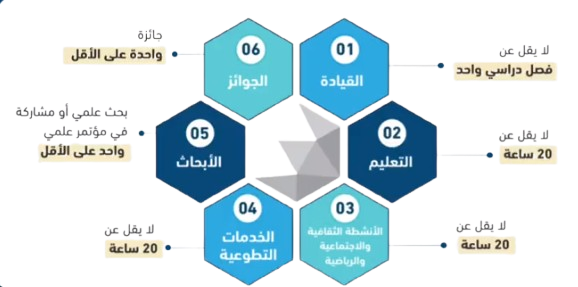 01
القيادة
لا يقل عن
فصل دراسي واحد
02
التعليم
لا يقل عن
20 ساعة
03
الأنشطة الثقافية
والاجتماعية
والرياضية
لا يقل عن
20 ساعة
04
الخدمات
التطوعية
لا يقل عن
20 ساعة
05
الأبحاث
بحث علمي أو مشاركة
في مؤتمر علمي
واحد على الأقل
06
الجوائز
جائزة
واحدة على الأقل